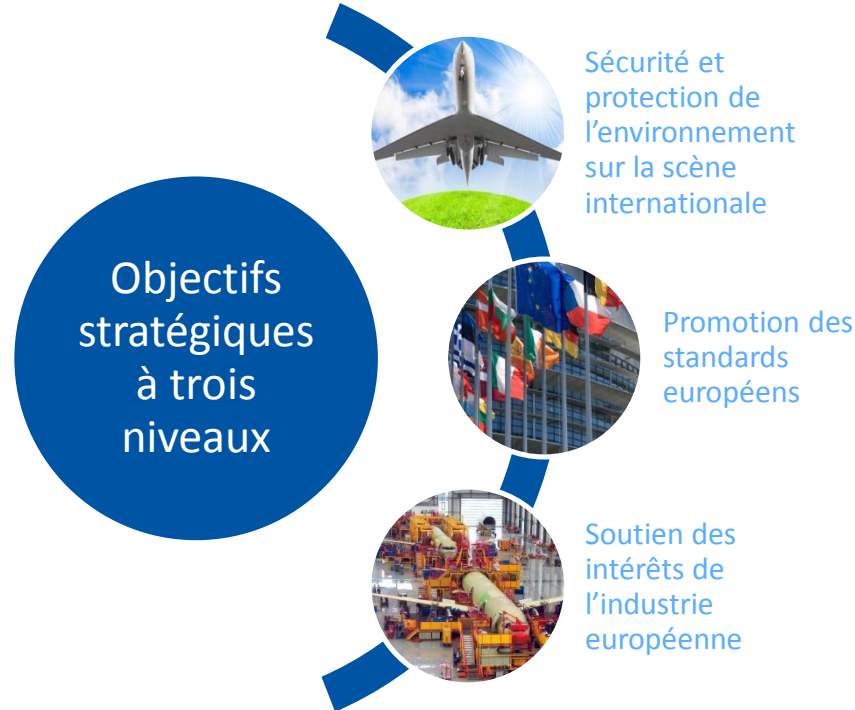 Objectifs
stratégiques
à trois
niveaux
Sécurité et
protection de
l’environnement
sur la scène
internationale
Promotion des
standards
européens
Soutien des
intérêts de
l’industrie
européenne